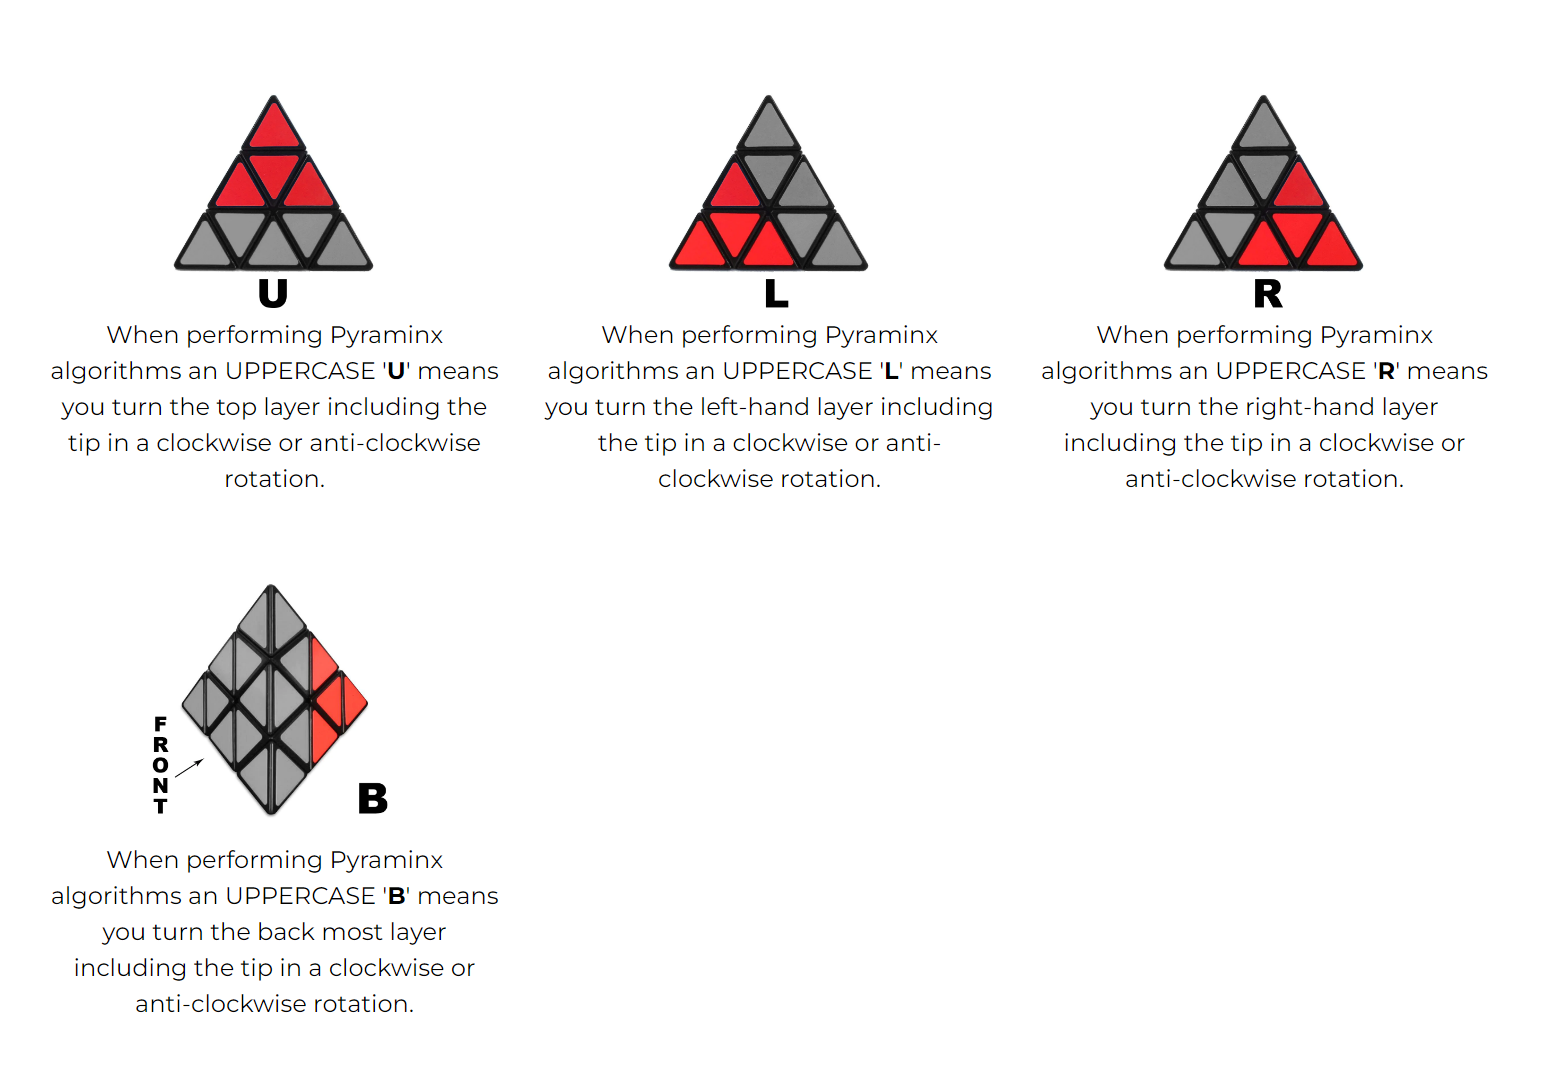 U
When performing Pyraminx
algorithms an UPPERCASE 'U' means
you turn the top layer including the
tip in a clockwise or anti-clockwise
rotation.
L
When performing Pyraminx
algorithms an UPPERCASE 'L' means
you turn the left-hand layer including
the tip in a clockwise or anti-
clockwise rotation.
R
When performing Pyraminx
algorithms an UPPERCASE 'R' means
you turn the right-hand layer
including the tip in a clockwise or
anti-clockwise rotation.
FRONT
B
When performing Pyraminx
algorithms an UPPERCASE 'B' means
you turn the back most layer
including the tip in a clockwise or
anti-clockwise rotation.